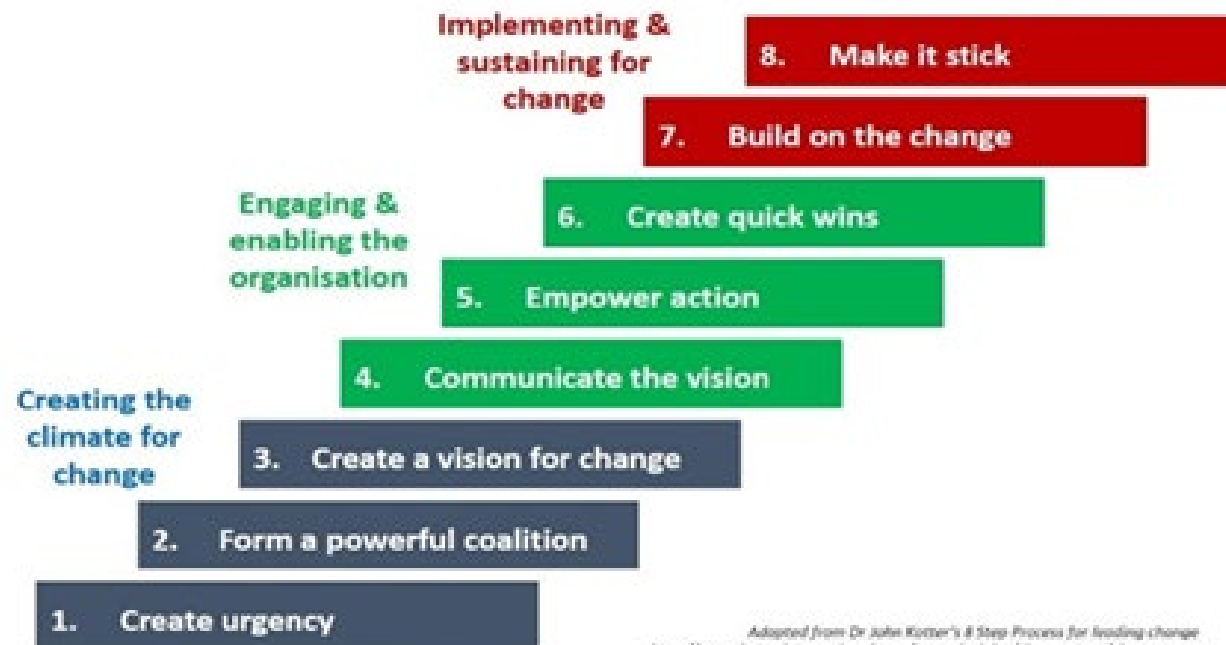 Implementing &
sustaining for
change
8. Make it stick
7. Build on the change
Engaging &
enabling the
organisation
6. Create quick wins
5. Empower action
4. Communicate the vision
Creating the
climate for
change
3. Create a vision for change
2. Form a powerful coalition
1. Create urgency
Adapted from Dr John Kotter's 8 Step Process for leading change